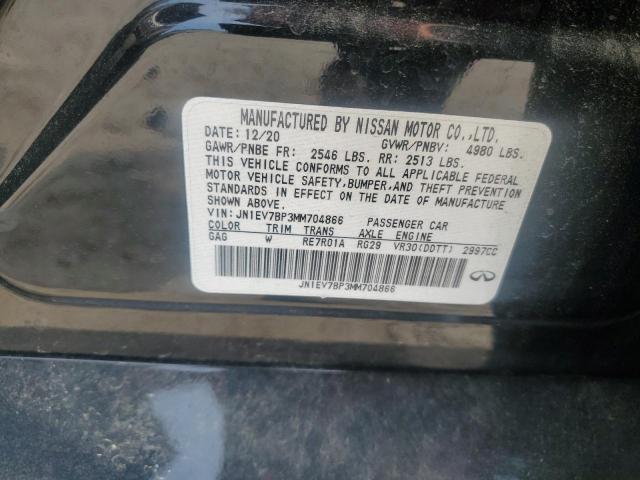 MANUFACTURED BY NISSAN MOTOR CO.,LTD.
DATE: 12/20 GVWR/PNBV: 4980 LBS.
GAWR/PNBE FR: 2546 LBS. RR: 2513 LBS.
THIS VEHICLE CONFORMS TO ALL APPLICABLE FEDERAL
MOTOR VEHICLE SAFETY, BUMPER, AND THEFT PREVENTION
STANDARDS IN EFFECT ON THE DATE OF MANUFACTURE
SHOWN ABOVE.
VIN: JN1EV7BP3MM704866 PASSENGER CAR
COLOR TRIM TRANS AXLE ENGINE
GAG W RE7R01A RG29 VR30(DDTT) 2997CC
JN1EV7BP3MM704866